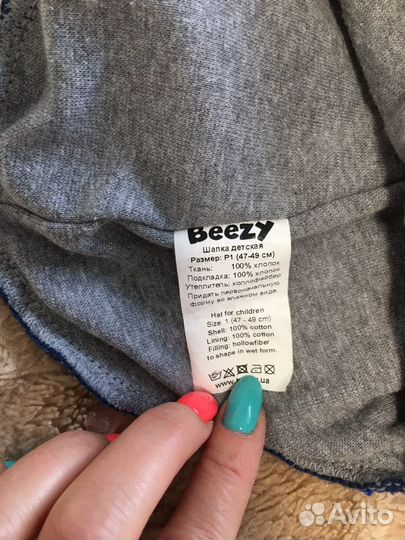 Beezy
Шапка детская
Размер: Р1 (47-49 см)
Ткань: 100% хлопок
Подкладка: 100% хлопок
Утеплитель: холлофайбер
Придать первоначальную
форму во влажном виде.
Hat for children
Size: 1 (47 - 49 cm)
Shell: 100% cotton
Lining: 100% cotton
Filling: hollowfiber
to shape in wet form.
Avito